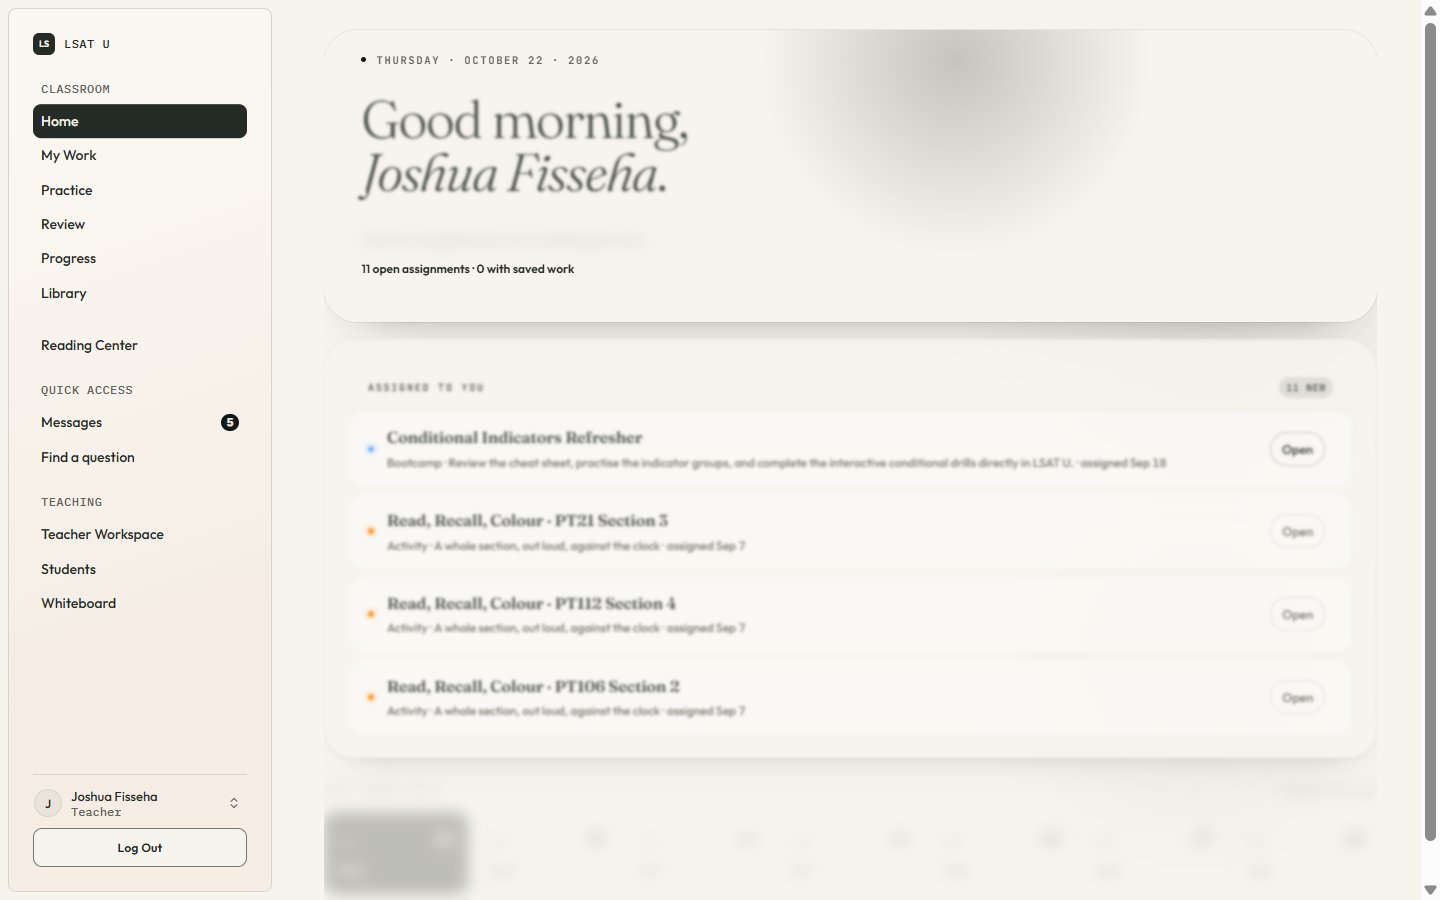 LS LSAT U
CLASSROOM
Home
My Work
Practice
Review
Progress
Library
Reading Center
QUICK ACCESS
Messages 5
Find a question
TEACHING
Teacher Workspace
Students
Whiteboard
J Joshua Fisseha
Teacher
Log Out
THURSDAY · OCTOBER 22 · 2026
Good morning,
Joshua Fisseha.
11 open assignments · 0 with saved work
ASSIGNED TO YOU 11 NEW
Conditional Indicators Refresher
Bootcamp · Review the cheat sheet, practise the indicator groups, and complete the interactive conditional drills directly in LSAT U. · assigned Sep 18
Open
Read, Recall, Colour - PT21 Section 3
Activity · A whole section, out loud, against the clock · assigned Sep 7
Open
Read, Recall, Colour - PT112 Section 4
Activity · A whole section, out loud, against the clock · assigned Sep 7
Open
Read, Recall, Colour - PT106 Section 2
Activity · A whole section, out loud, against the clock · assigned Sep 7
Open